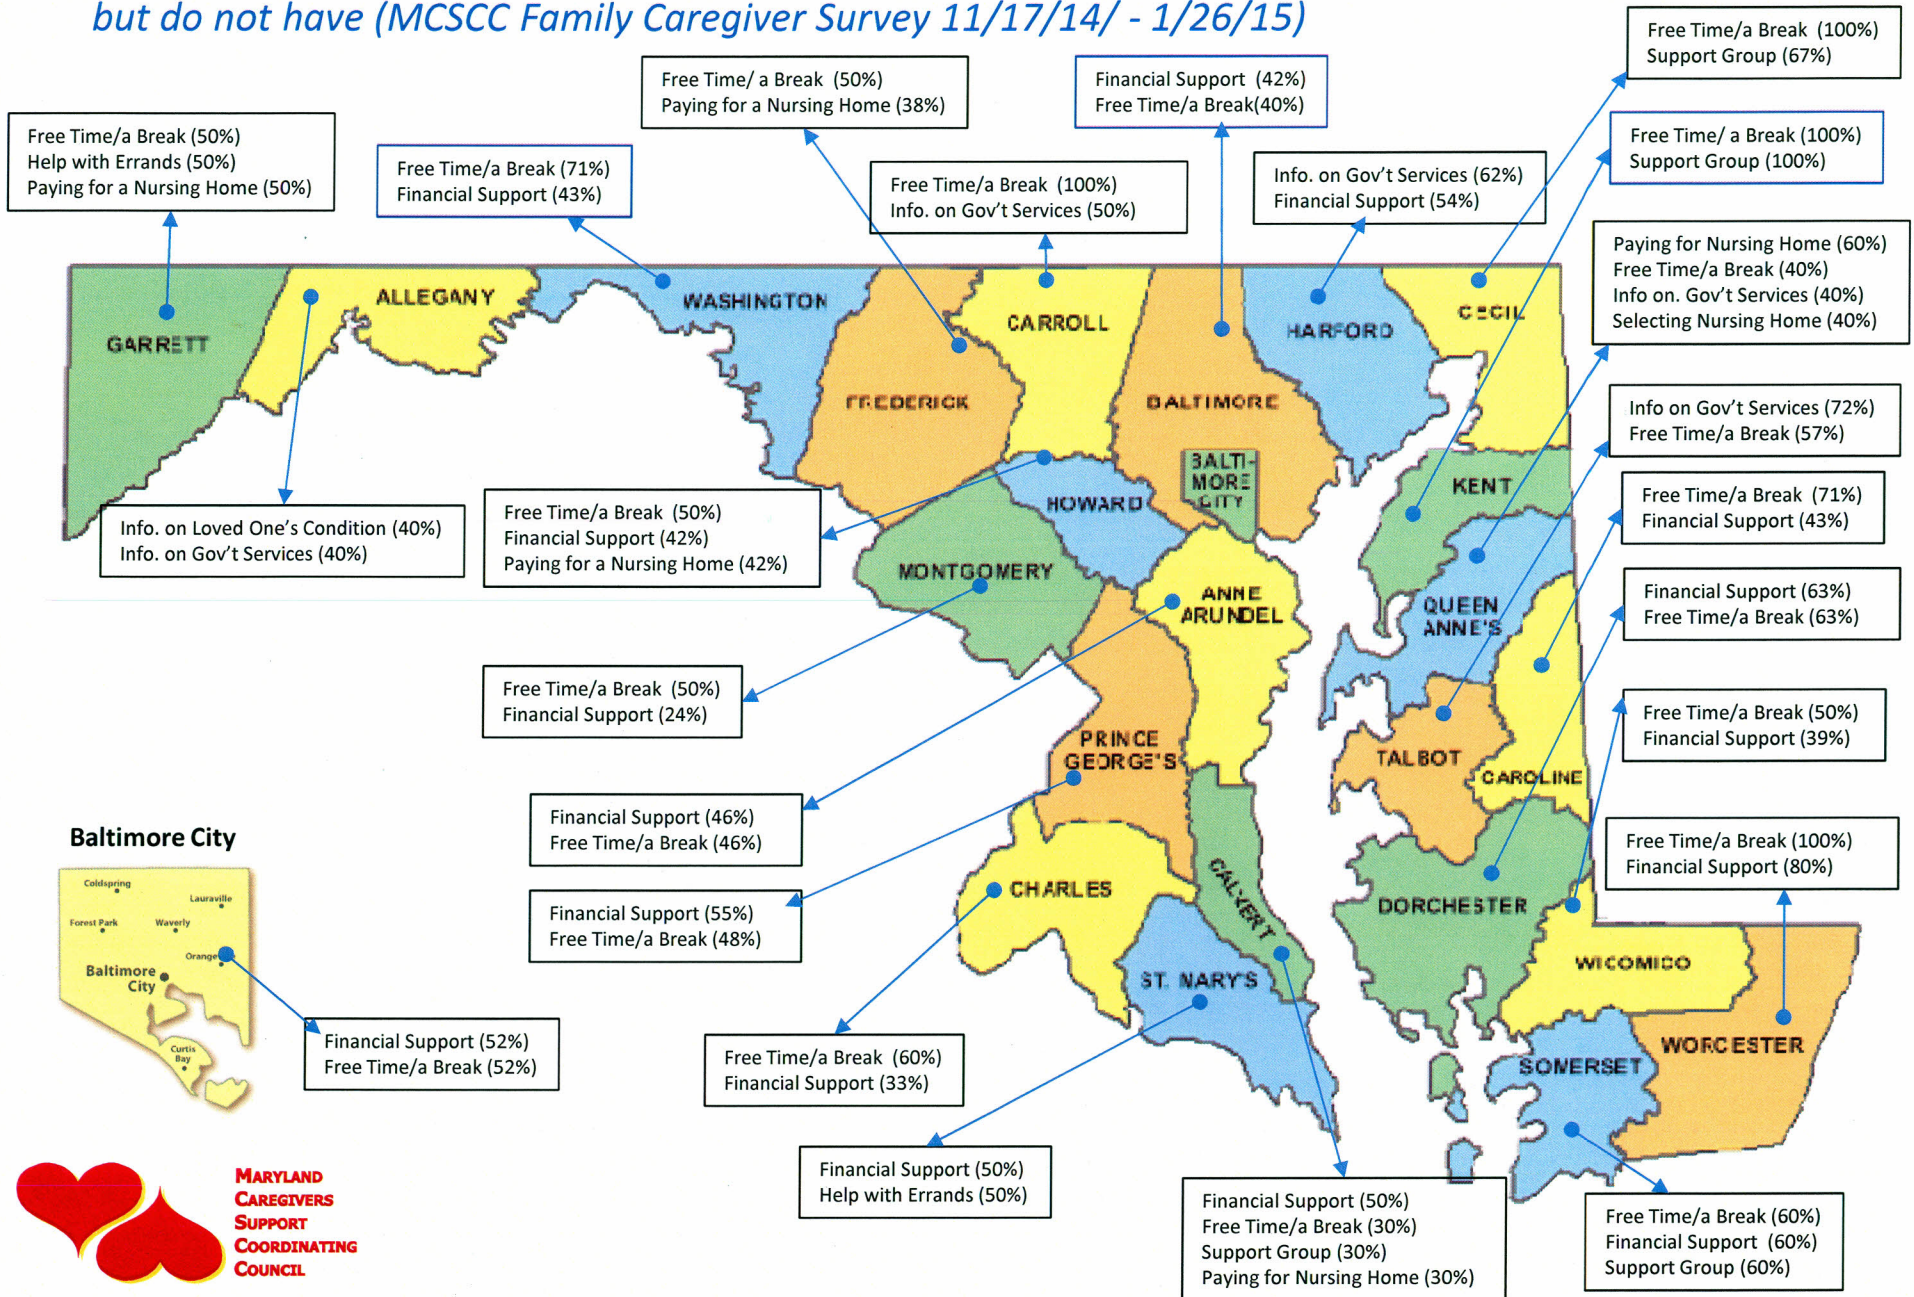 but do not have (MCSCC Family Caregiver Survey 11/17/14/ - 1/26/15)
Free Time/a Break (100%)
Support Group (67%)
Free Time/ a Break (50%)
Paying for a Nursing Home (38%)
Financial Support (42%)
Free Time/a Break(40%)
Free Time/a Break (50%)
Help with Errands (50%)
Paying for a Nursing Home (50%)
Free Time/a Break (71%)
Financial Support (43%)
Free Time/a Break (100%)
Info. on Gov't Services (50%)
Info. on Gov't Services (62%)
Financial Support (54%)
Free Time/ a Break (100%)
Support Group (100%)
Paying for Nursing Home (60%)
Free Time/a Break (40%)
Info on. Gov't Services (40%)
Selecting Nursing Home (40%)
GARRETT
ALLEGANY
WASHINGTON
FREDERICK
CARROLL
BALTIMORE
HARFORD
CECIL
BALTI-
MORE
CITY
HOWARD
KENT
MONTGOMERY
ANNE
ARUNDEL
QUEEN
ANNE'S
Info on Gov't Services (72%)
Free Time/a Break (57%)
Free Time/a Break (71%)
Financial Support (43%)
Info. on Loved One's Condition (40%)
Info. on Gov't Services (40%)
Free Time/a Break (50%)
Financial Support (42%)
Paying for a Nursing Home (42%)
Financial Support (63%)
Free Time/a Break (63%)
Free Time/a Break (50%)
Financial Support (24%)
Free Time/a Break (50%)
Financial Support (39%)
PRINCE
GEORGE'S
TALBOT
CAROLINE
Financial Support (46%)
Free Time/a Break (46%)
Free Time/a Break (100%)
Financial Support (80%)
Baltimore City
Coldspring
Lauraville
Forest Park
Waverly
Orange
Baltimore
City
Curtis
Bay
Financial Support (55%)
Free Time/a Break (48%)
CHARLES
CALVERT
DORCHESTER
ST. MARY'S
WICOMICO
WORCESTER
SOMERSET
Financial Support (52%)
Free Time/a Break (52%)
Free Time/a Break (60%)
Financial Support (33%)
Financial Support (50%)
Help with Errands (50%)
Financial Support (50%)
Free Time/a Break (30%)
Support Group (30%)
Paying for Nursing Home (30%)
Free Time/a Break (60%)
Financial Support (60%)
Support Group (60%)
MARYLAND
CAREGIVERS
SUPPORT
COORDINATING
COUNCIL